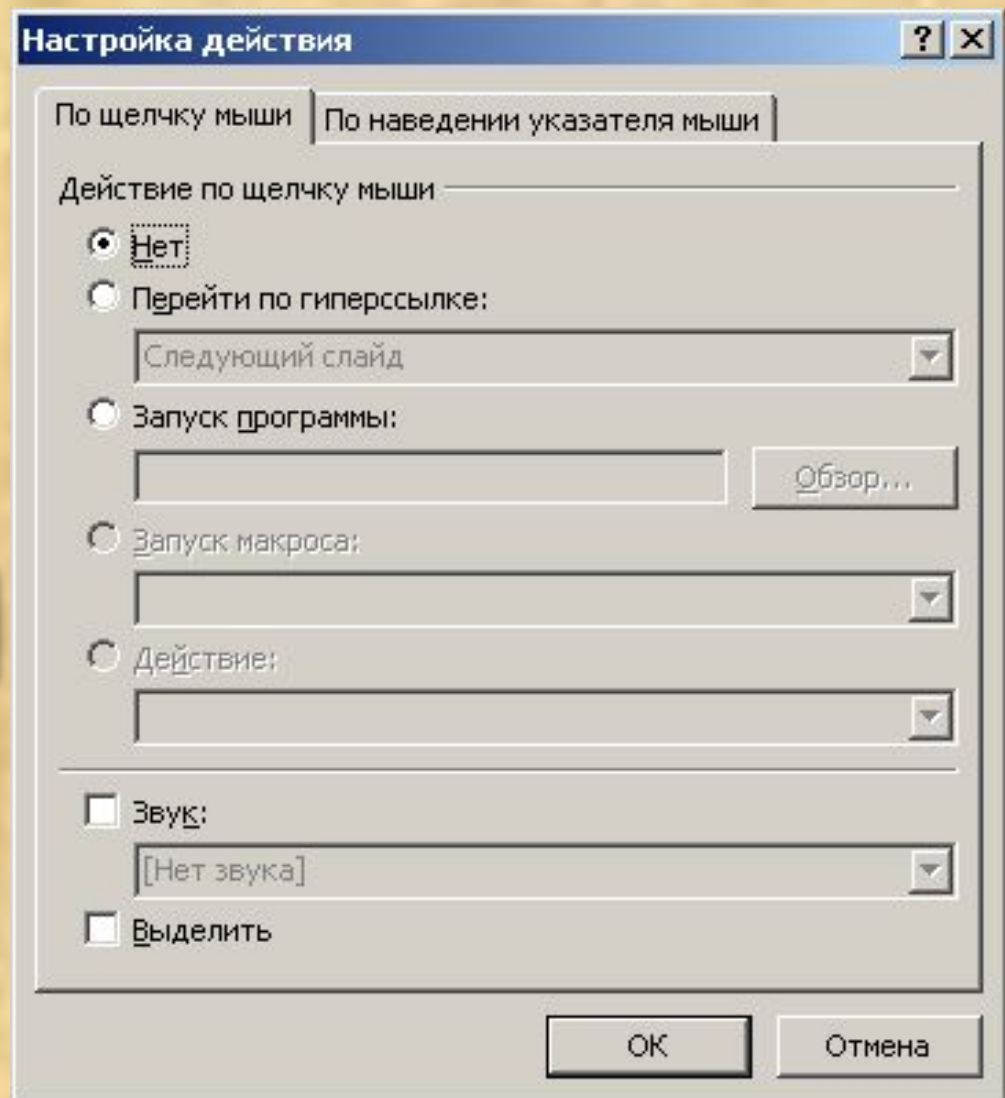 Настройка действия
По щелчку мыши
По наведении указателя мыши
Действие по щелчку мыши
Нет
Перейти по гиперссылке:
Следующий слайд
Запуск программы:
Обзор...
Запуск макроса:
Действие:
Звук:
[Нет звука]
Выделить
ОК
Отмена